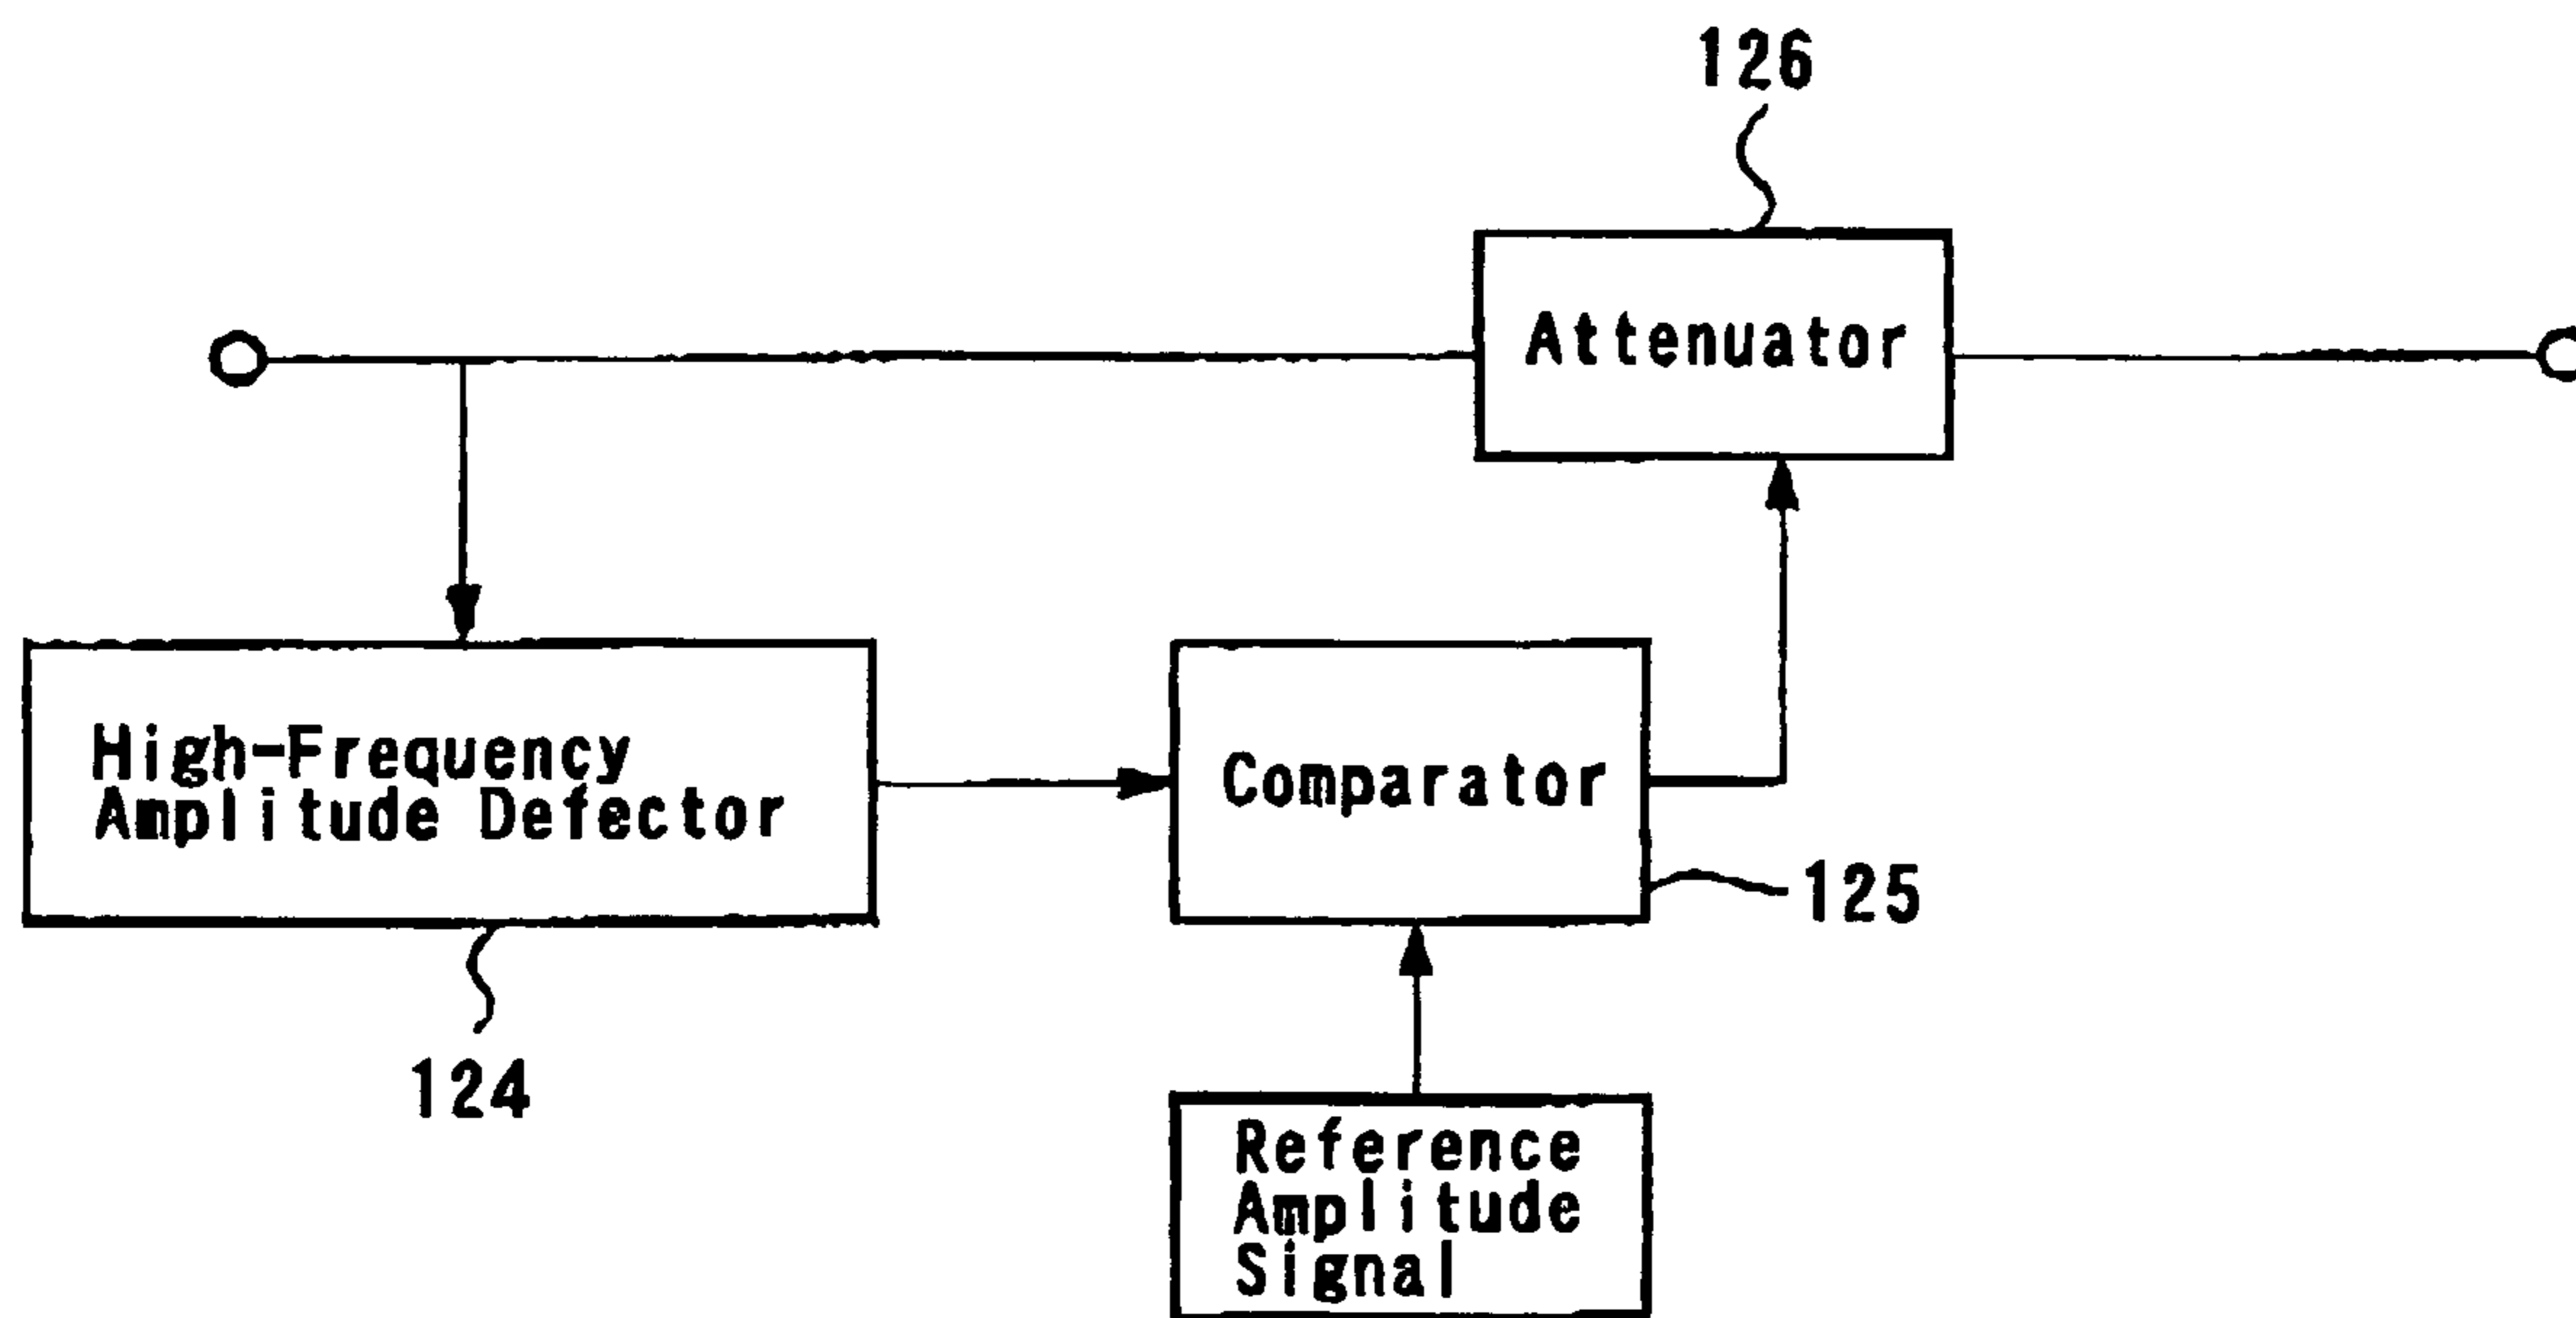 126
Attenuator
High-Frequency
Amplitude Defector
Comparator
125
124
Reference
Amplitude
Signal